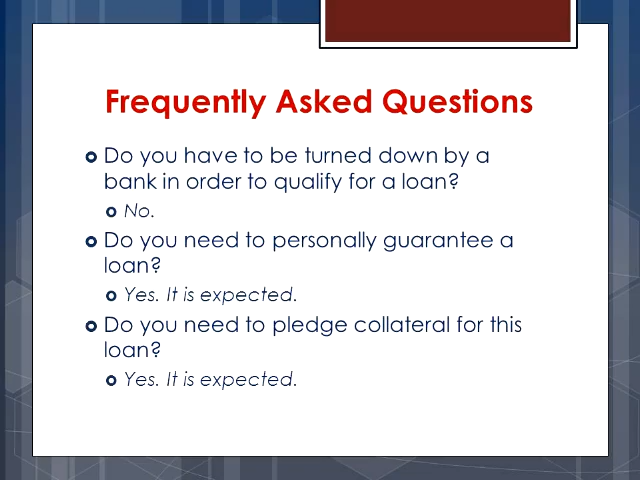 Frequently Asked Questions
Do you have to be turned down by a
bank in order to qualify for a loan?
No.
Do you need to personally guarantee a
loan?
Yes. It is expected.
Do you need to pledge collateral for this
loan?
Yes. It is expected.